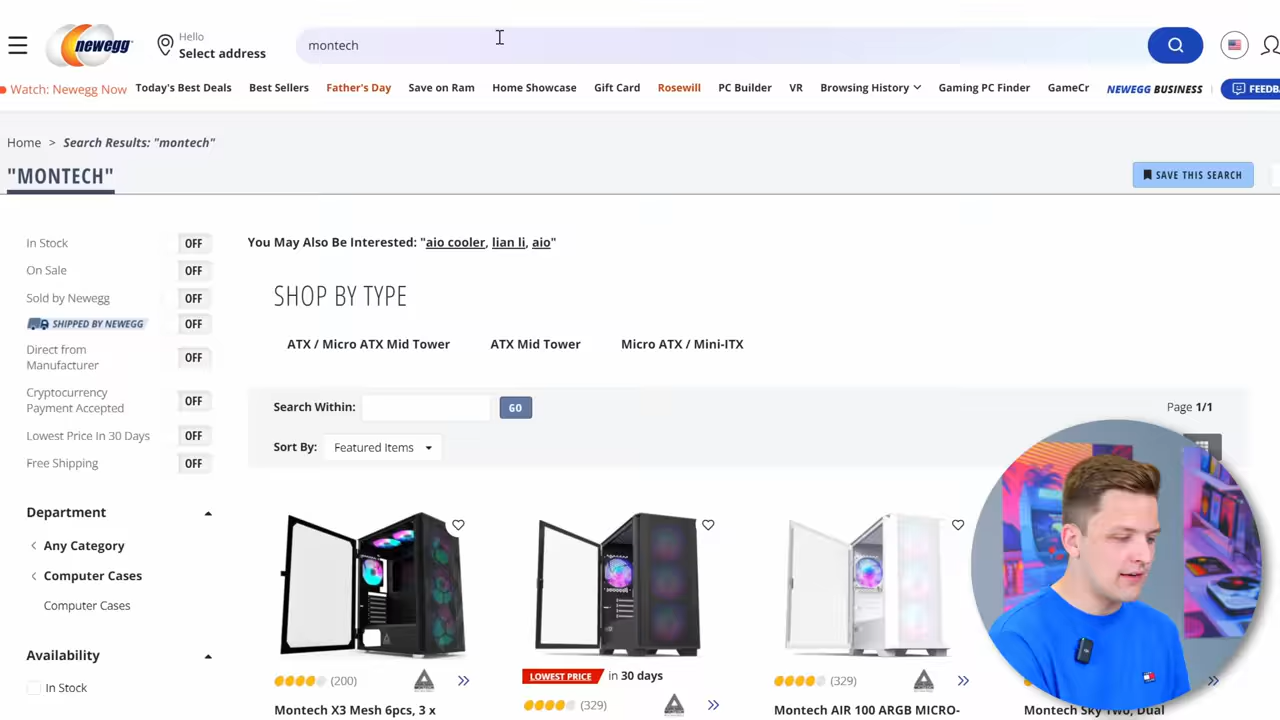 newegg
Hello
Select address
montech
Watch: Newegg Now
Today's Best Deals
Best Sellers
Father's Day
Save on Ram
Home Showcase
Gift Card
Rosewill
PC Builder
VR
Browsing History
Gaming PC Finder
GameCr
NEWEGG BUSINESS
FEEDBA
Home > Search Results: "montech"
"MONTECH"
SAVE THIS SEARCH
In Stock OFF
On Sale OFF
Sold by Newegg OFF
SHIPPED BY NEWEGG OFF
Direct from
Manufacturer OFF
Cryptocurrency
Payment Accepted OFF
Lowest Price In 30 Days OFF
Free Shipping OFF
Department
Any Category
Computer Cases
Computer Cases
Availability
In Stock
You May Also Be Interested: "aio cooler, lian li, aio"
SHOP BY TYPE
ATX / Micro ATX Mid Tower
ATX Mid Tower
Micro ATX / Mini-ITX
Search Within: GO
Page 1/1
Sort By: Featured Items
(200)
Montech X3 Mesh 6pcs, 3 x
LOWEST PRICE in 30 days
(329)
(329)
Montech AIR 100 ARGB MICRO-
Montech Sky Two, Dual